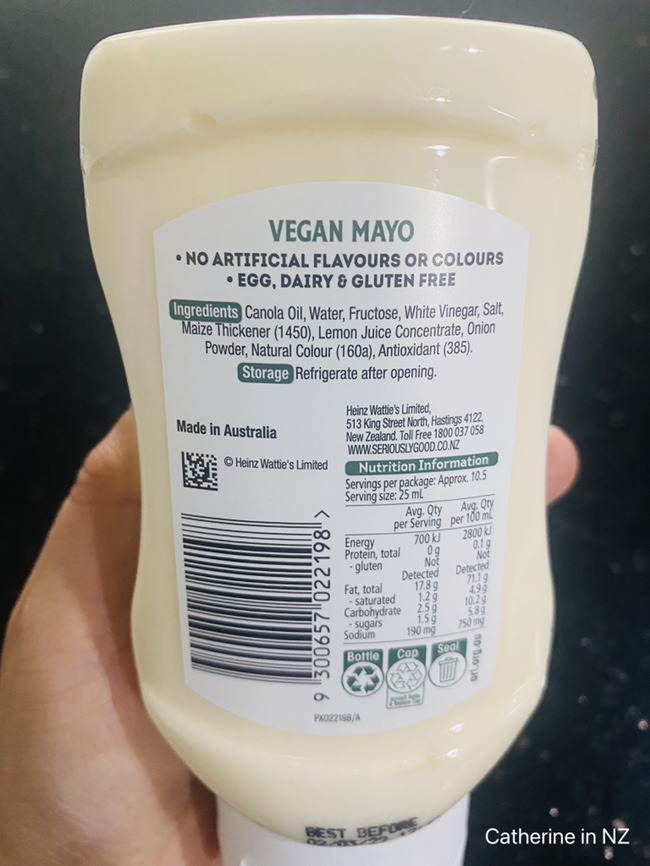 VEGAN MAYO
• NO ARTIFICIAL FLAVOURS OR COLOURS
• EGG, DAIRY & GLUTEN FREE
Ingredients Canola Oil, Water, Fructose, White Vinegar, Salt,
Maize Thickener (1450), Lemon Juice Concentrate, Onion
Powder, Natural Colour (160a), Antioxidant (385).
Storage Refrigerate after opening.
Made in Australia
© Heinz Wattie's Limited
9 300657 022198 >
Heinz Wattie's Limited,
513 King Street North, Hastings 4122,
New Zealand. Toll Free 1800 037 058
WWW.SERIOUSLYGOOD.CO.NZ
Nutrition Information
Servings per package: Approx. 10.5
Serving size: 25 mL
Avg. Qty Avg. Qty
per Serving per 100 mL
Energy 700 kJ 2800 kJ
Protein, total 0 g 0.1 g
- gluten Not Not
Detected Detected
Fat, total 17.8 g 71.1 g
- saturated 1.2 g 4.9 g
Carbohydrate 2.5 g 10.2 g
- sugars 1.5 g 5.8 g
Sodium 190 mg 750 mg
Bottle Cap Seal
PX02219B/A
BEST BEFORE
Catherine in NZ